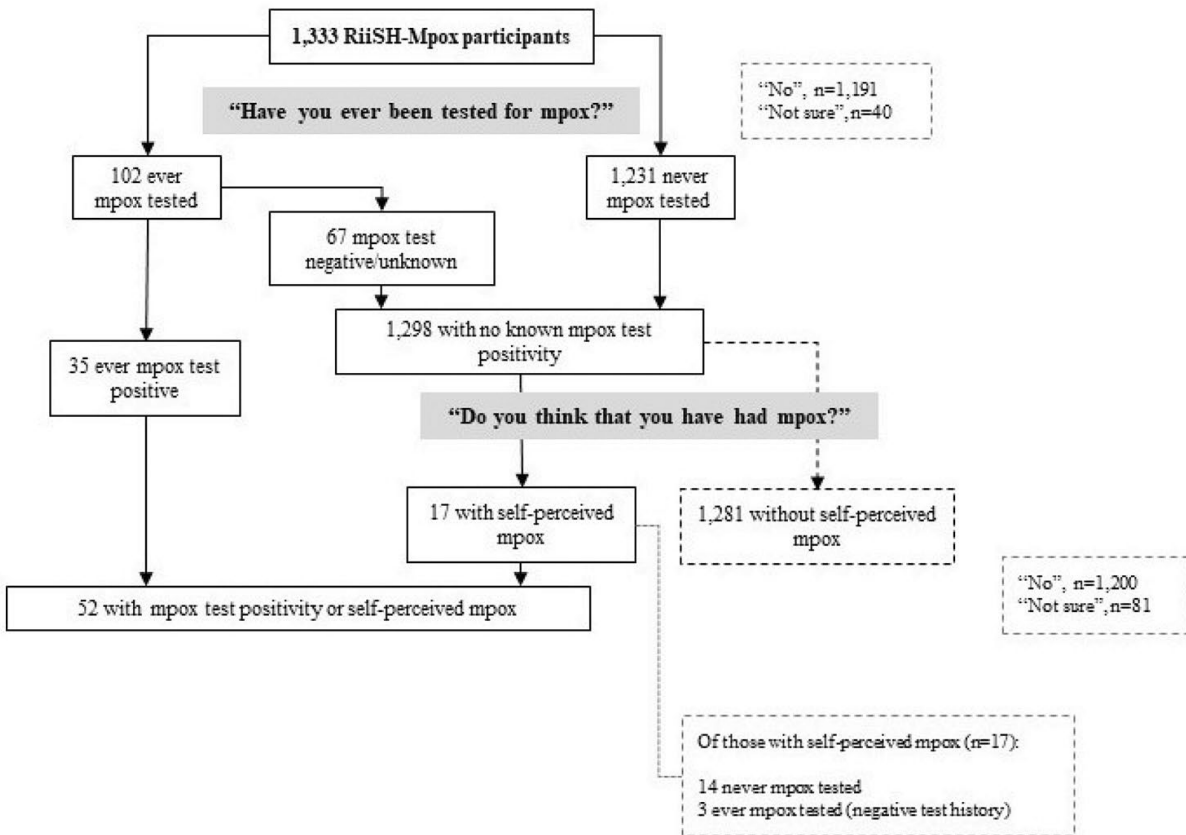 1,333 RiiSH-Mpox participants
“No”, n=1,191
“Not sure”, n=40
“Have you ever been tested for mpox?”
102 ever
mpox tested
1,231 never
mpox tested
67 mpox test
negative/unknown
1,298 with no known mpox test
positivity
35 ever mpox test
positive
“Do you think that you have had mpox?”
17 with self-perceived
mpox
1,281 without self-perceived
mpox
“No”, n=1,200
“Not sure”, n=81
52 with mpox test positivity or self-perceived mpox
Of those with self-perceived mpox (n=17):
14 never mpox tested
3 ever mpox tested (negative test history)